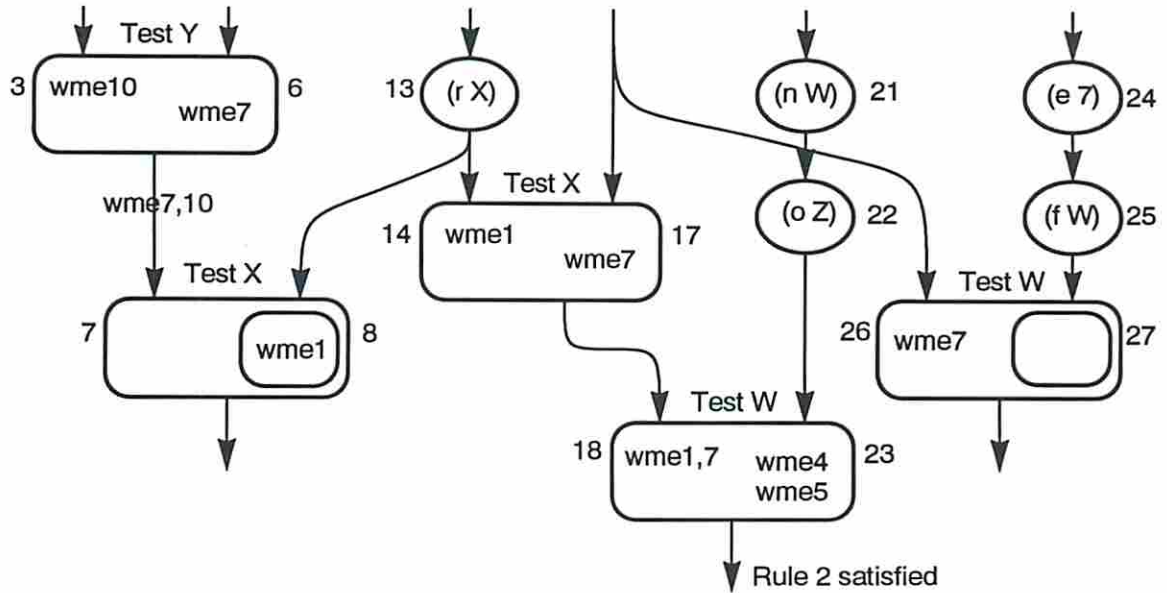 Test Y
3
wme10
wme7
6
13
(r X)
(n W)
21
(e 7)
24
wme7,10
Test X
14
wme1
wme7
17
(o Z)
22
(f W)
25
Test X
7
wme1
8
Test W
26
wme7
27
Test W
18
wme1,7
wme4
wme5
23
Rule 2 satisfied